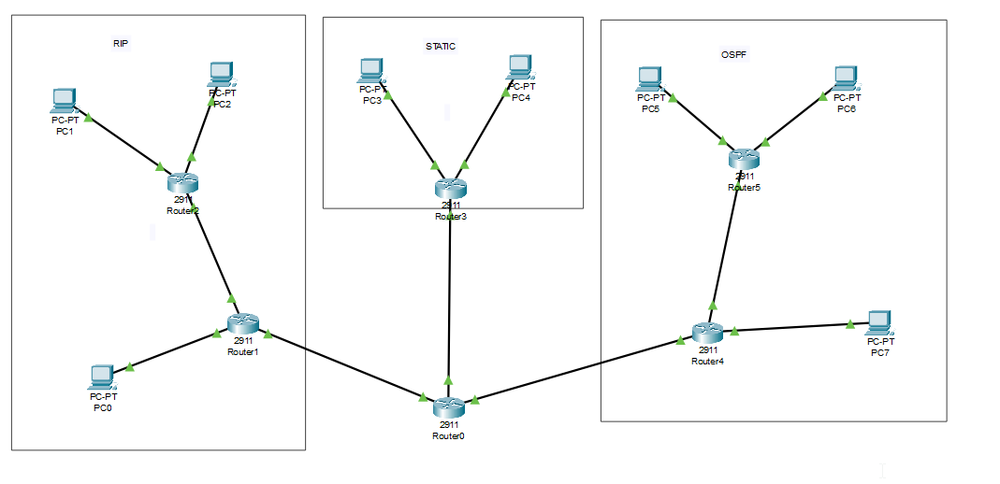 RIP
STATIC
OSPF
PC-PT
PC1
PC-PT
PC2
PC-PT
PC3
PC-PT
PC4
PC-PT
PC5
PC-PT
PC6
2911
Router2
2911
Router3
2911
Router5
2911
Router1
2911
Router4
PC-PT
PC7
PC-PT
PC0
2911
Router0